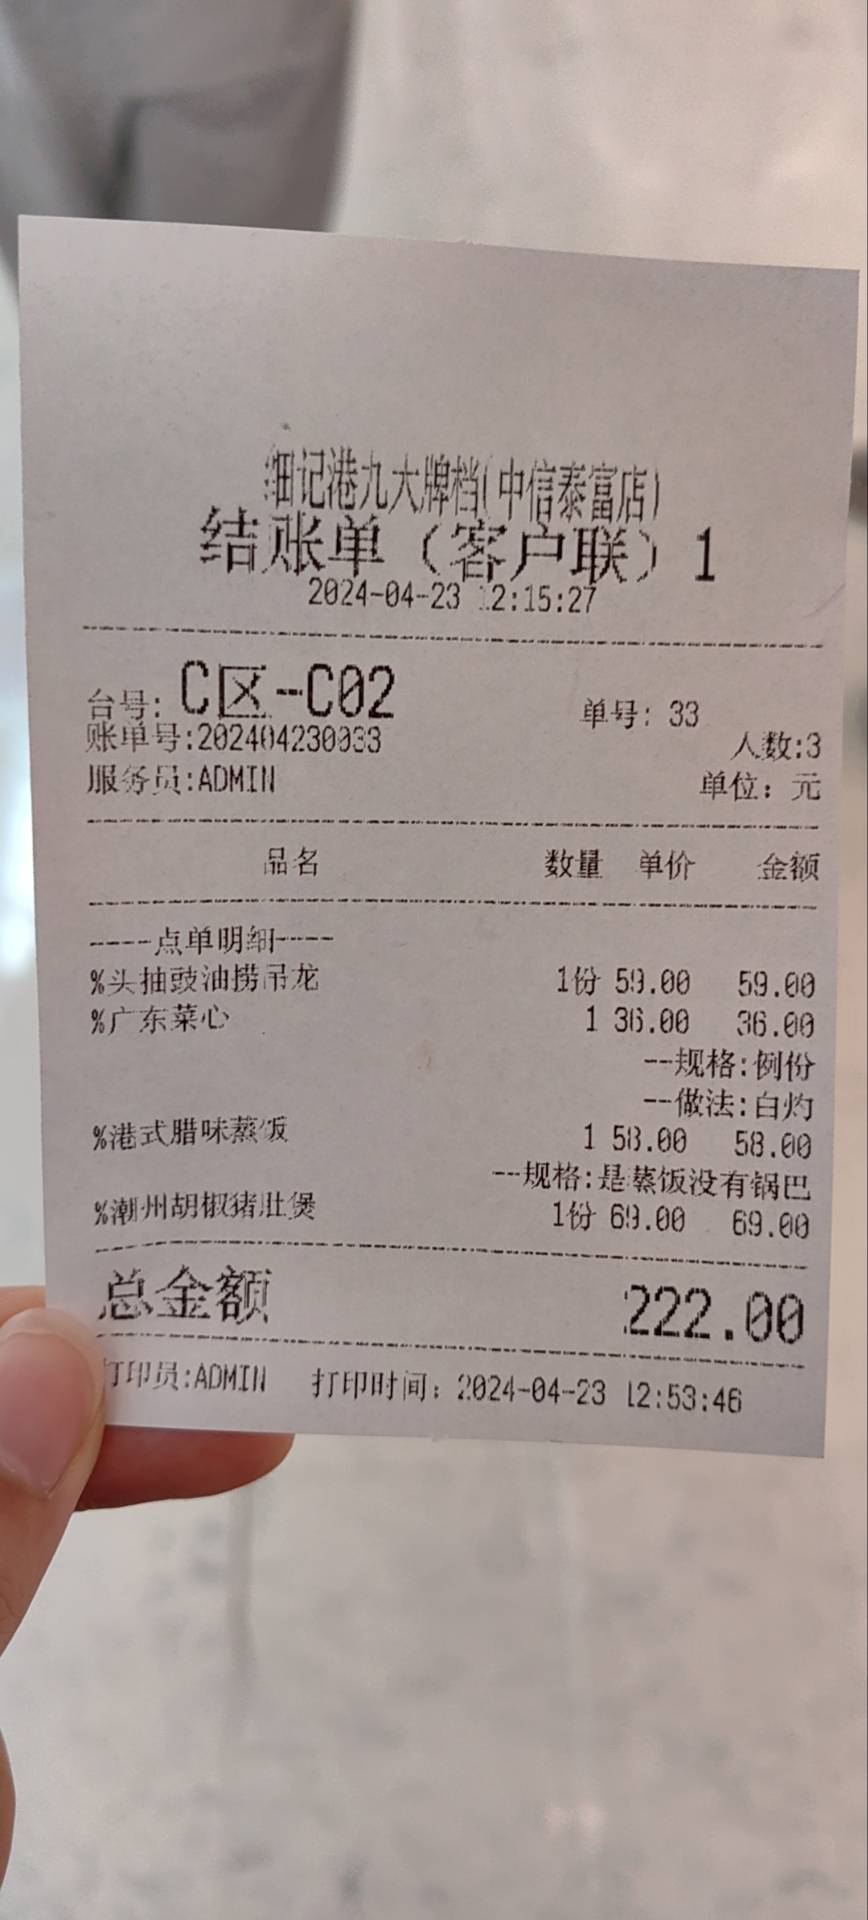 细记港九大牌档(中信泰富店)
结账单（客户联）1
2024-04-23 12:15:27
台号: C区-C02 单号: 33
账单号:202404230033 人数:3
服务员:ADMIN 单位：元
品名 数量 单价 金额
----点单明细----
%头抽豉油捞吊龙 1份 59.00 59.00
%广东菜心 1 36.00 36.00
--规格:例份
--做法:白灼
%港式腊味蒸饭 1 58.00 58.00
--规格:是蒸饭没有锅巴
%潮州胡椒猪肚煲 1份 69.00 69.00
总金额 222.00
打印员:ADMIN 打印时间：2024-04-23 12:53:46